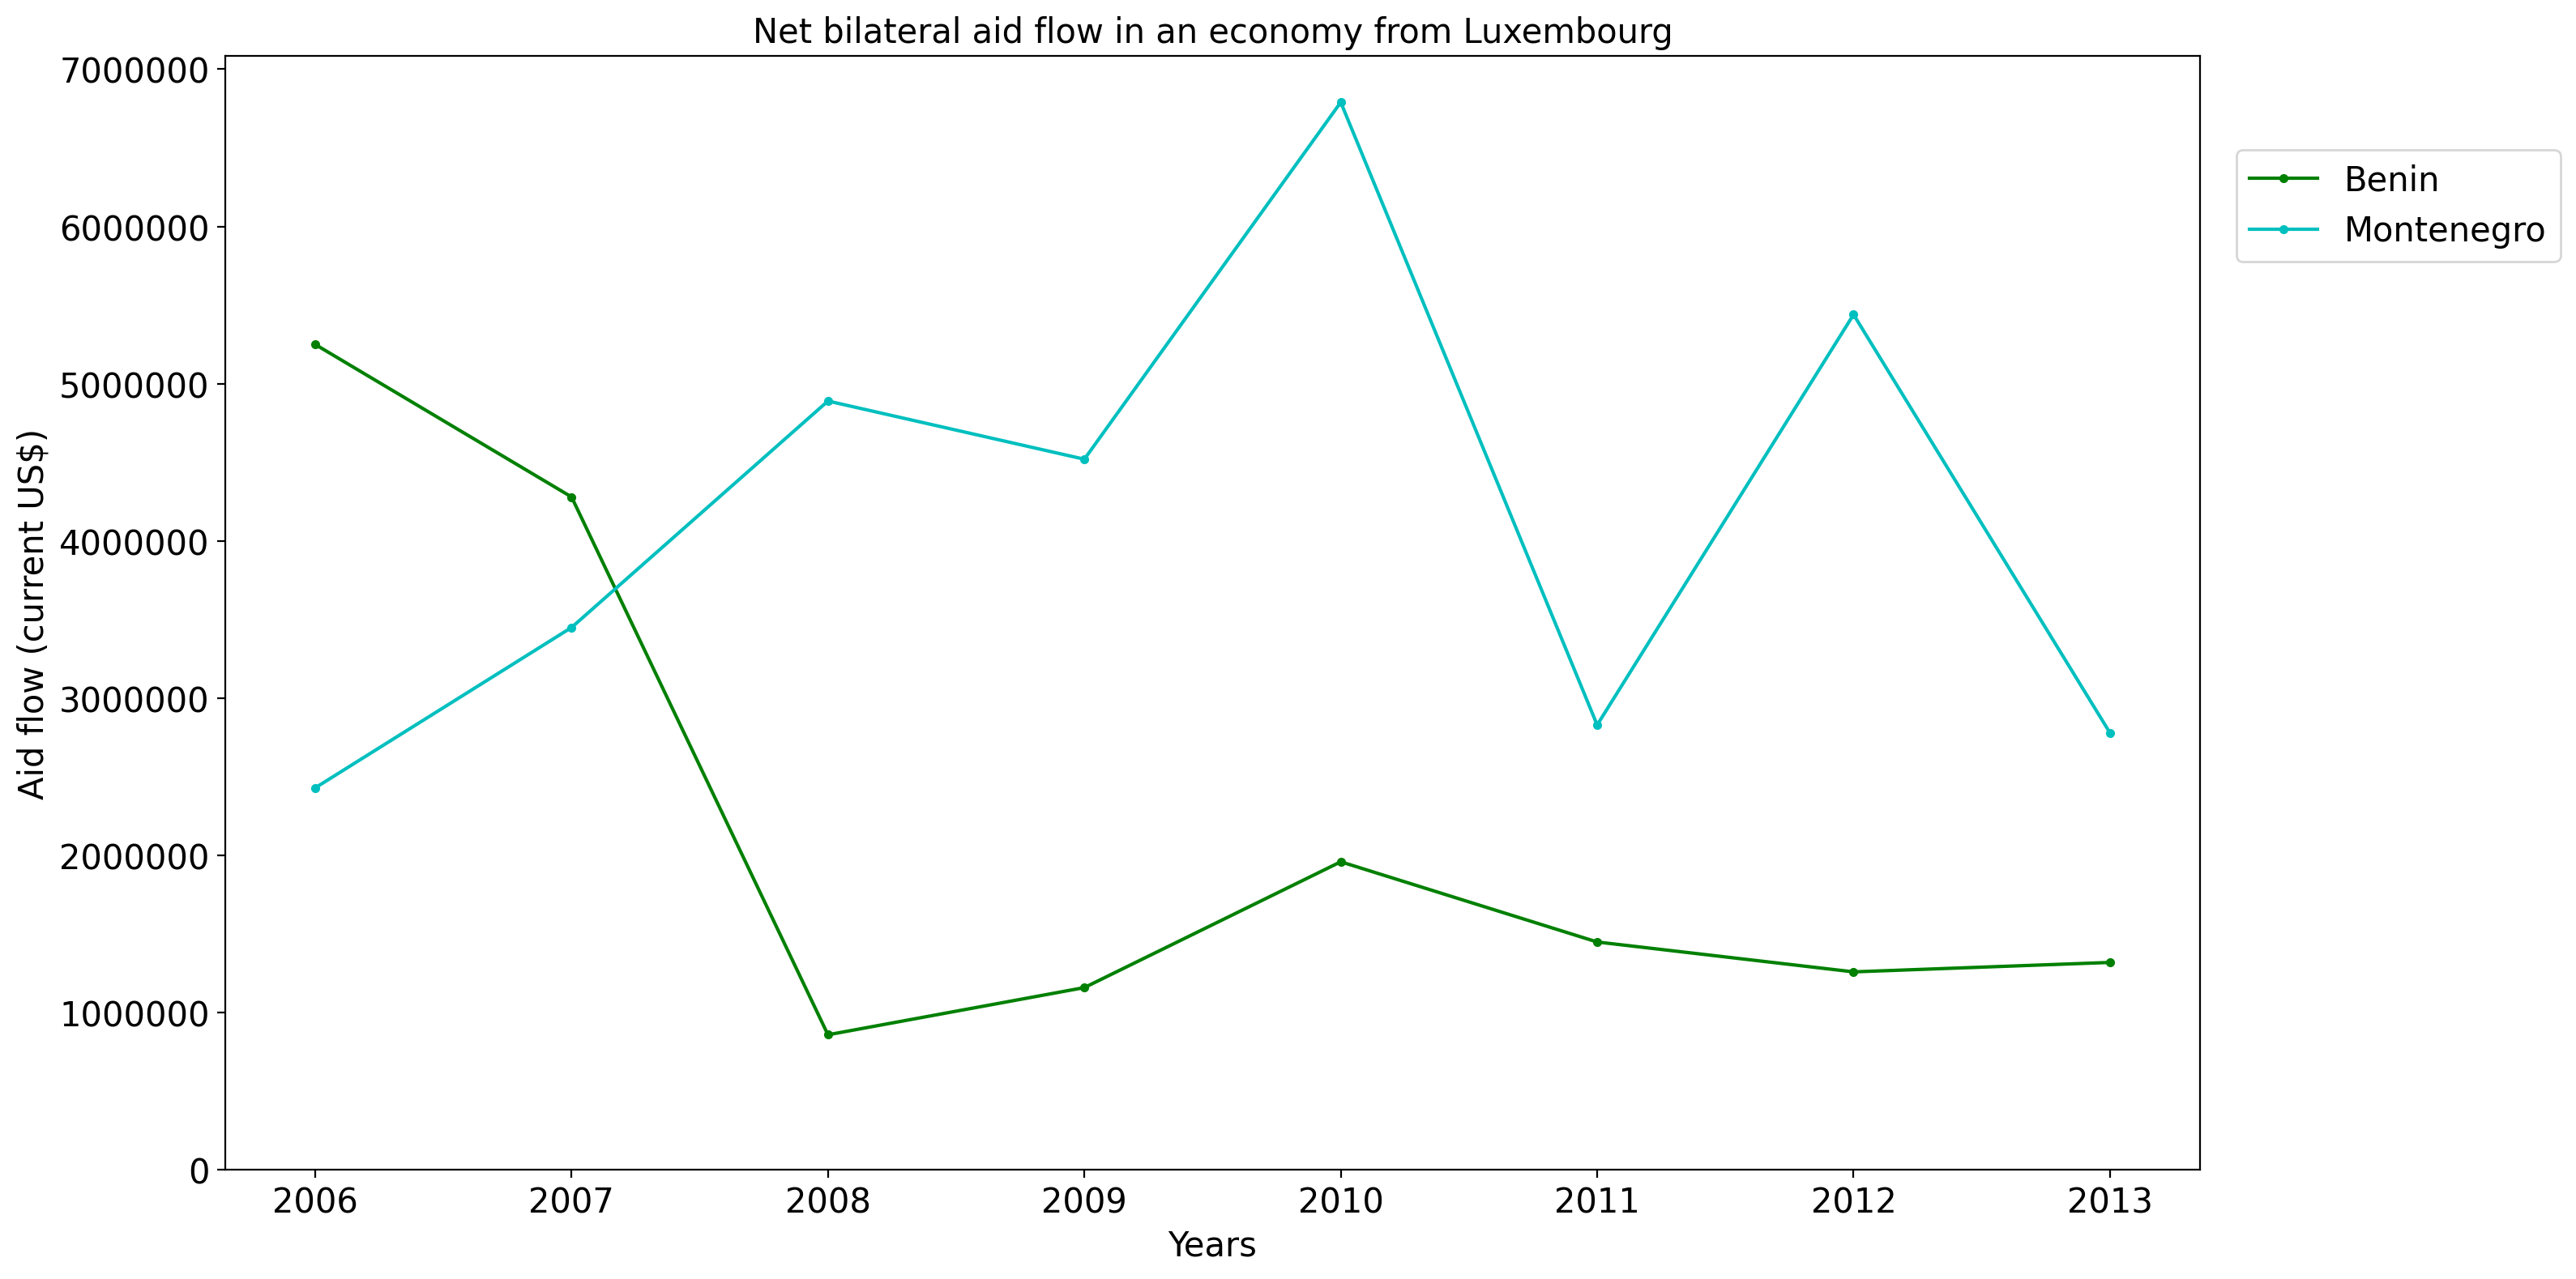 Net bilateral aid flow in an economy from Luxembourg
7000000
6000000
5000000
4000000
3000000
2000000
1000000
0
Aid flow (current US$)
2006 2007 2008 2009 2010 2011 2012 2013
Years
Benin
Montenegro